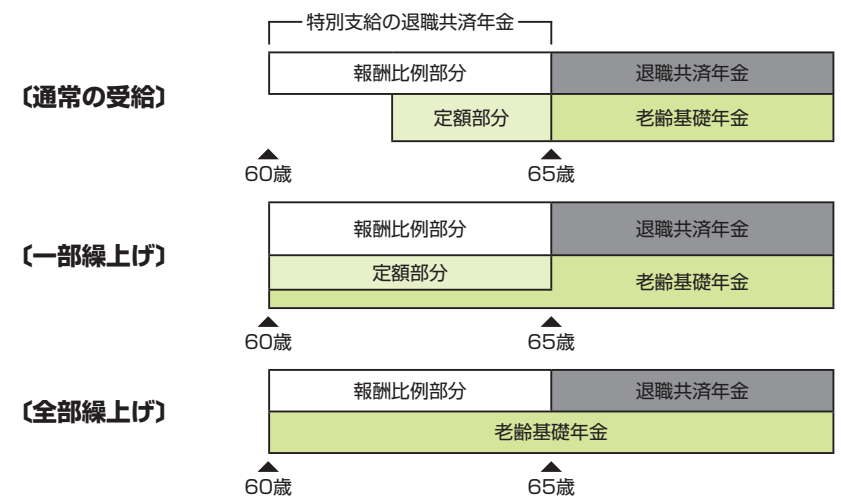 特別支給の退職共済年金
〔通常の受給〕
報酬比例部分
退職共済年金
定額部分
老齢基礎年金
60歳
65歳
〔一部繰上げ〕
報酬比例部分
退職共済年金
定額部分
老齢基礎年金
60歳
65歳
〔全部繰上げ〕
報酬比例部分
退職共済年金
老齢基礎年金
60歳
65歳